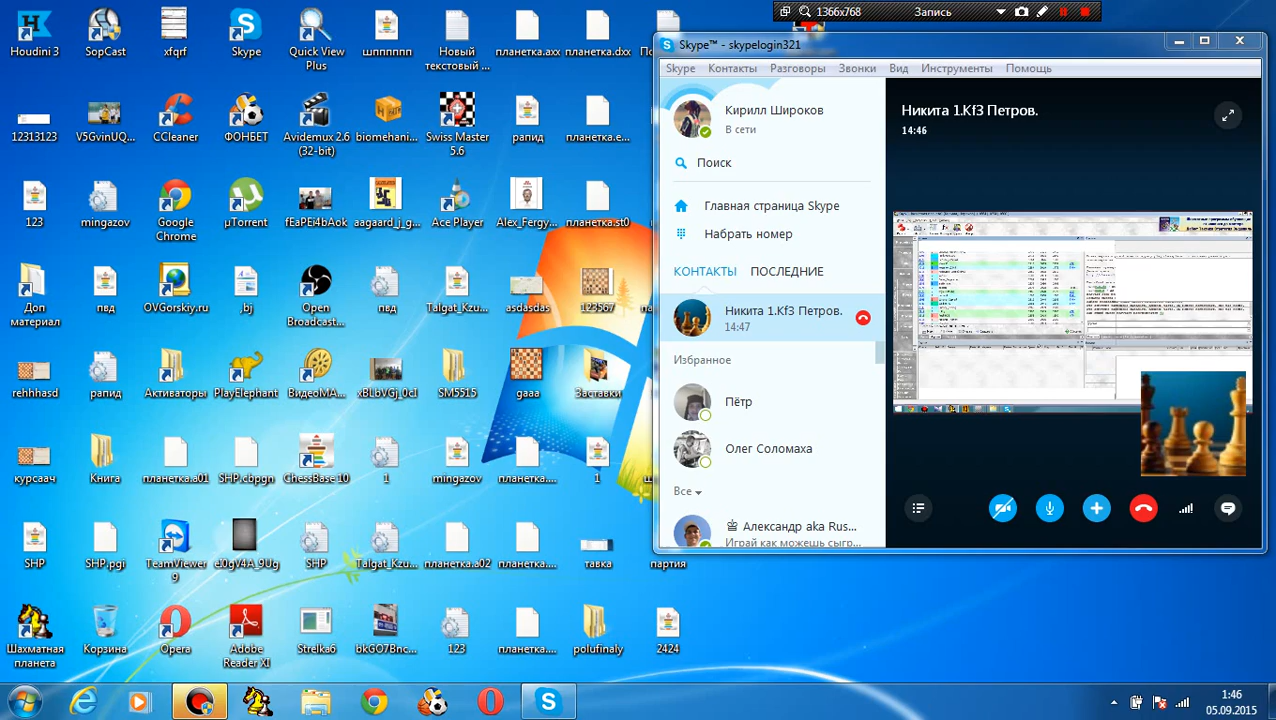 1366x768
Запись
Houdini 3
SopCast
xfqrf
Skype
Quick View
Plus
шпппппп
Новый
текстовый ...
планетка.axx
планетка.dxx
12313123
V5GvinUQ...
CCleaner
ФОНБЕТ
Avidemux 2.6
(32-bit)
biomehani...
Swiss Master
5.6
рапид
планетка.e...
123
mingazov
Google
Chrome
µTorrent
fEaPEi4bAok
aagaard_j_g...
Ace Player
Alex_Fergy...
планетка.st0
Доп
материал
пвд
OVGorskiy.ru
.bj
Open
Broadcast...
пвд
Talgat_Kzu...
asdasdas
123567
rehhhasd
рапид
Активаторы
PlayElephant
ВидеоМА...
xBLbVGj_0cI
SM5515
gaaa
Заставки
курсаач
Книга
планетка.a01
SHP.cbpgn
ChessBase 10
1
mingazov
планетка....
1
SHP
SHP.pgi
TeamViewer
9
SHP
Talgat_Kzu...
планетка.a02
планетка....
тавка
партия
Шахматная
планета
Корзина
Opera
Adobe
Reader XI
Strelka6
bkGO7Bnc...
123
планетка....
polufinaly
2424
Skype™ - skypelogin321
Skype Контакты Разговоры Звонки Вид Инструменты Помощь
Кирилл Широков
В сети
Поиск
Главная страница Skype
Набрать номер
КОНТАКТЫ ПОСЛЕДНИЕ
Никита 1.Kf3 Петров.
14:47
Избранное
Пётр
Олег Соломаха
Все
Александр aka Rus...
Играй как можешь сыгр...
Никита 1.Kf3 Петров.
14:46
1:46
05.09.2015